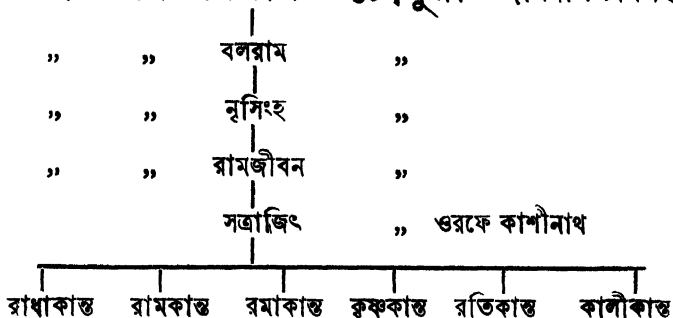 „ „ বলরাম „
„ „ নৃসিংহ „
„ „ রামজীবন „
সত্রাজিৎ „ ওরফে কাশীনাথ
রাধাকান্ত রামকান্ত রমাকান্ত কৃষ্ণকান্ত রতিকান্ত কালীকান্ত